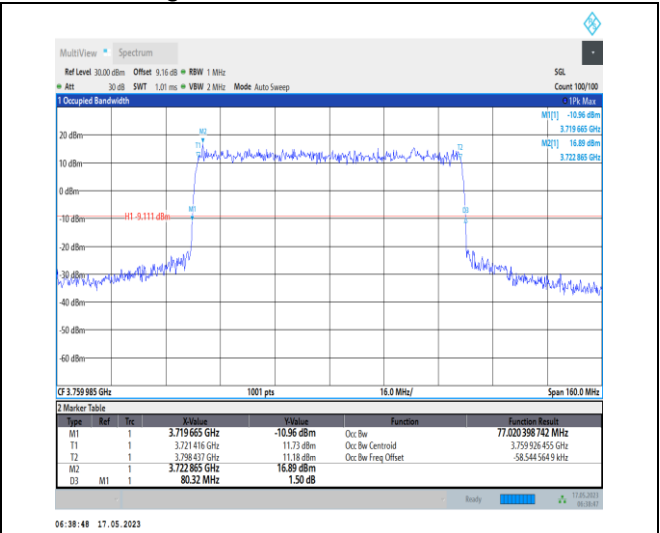 MultiView Spectrum
Ref Level 30.00 dBm Offset 9.16 dB RBW 1 MHz SGL
Att 30 dB SWT 1.01 ms VBW 2 MHz Mode Auto Sweep Count 100/100
1 Occupied Bandwidth 1Pk Max
M1[1] -10.96 dBm
3.719 665 GHz
M2[1] 16.89 dBm
3.722 865 GHz
20 dBm
M2
T1
T2
10 dBm
0 dBm
M1
D3
-10 dBm
H1 -9.111 dBm
-20 dBm
-30 dBm
-40 dBm
-50 dBm
-60 dBm
CF 3.759 985 GHz 1001 pts 16.0 MHz/ Span 160.0 MHz
2 Marker Table
Type Ref Trc X-Value Y-Value Function Function Result
M1 1 3.719 665 GHz -10.96 dBm Occ Bw 77.020 398 742 MHz
T1 1 3.721 416 GHz 11.73 dBm Occ Bw Centroid 3.759 926 455 GHz
T2 1 3.798 437 GHz 11.18 dBm Occ Bw Freq Offset -58.544 564 9 kHz
M2 1 3.722 865 GHz 16.89 dBm
D3 M1 1 80.32 MHz 1.50 dB
Ready 17.05.2023
06:38:47
06:38:48 17.05.2023